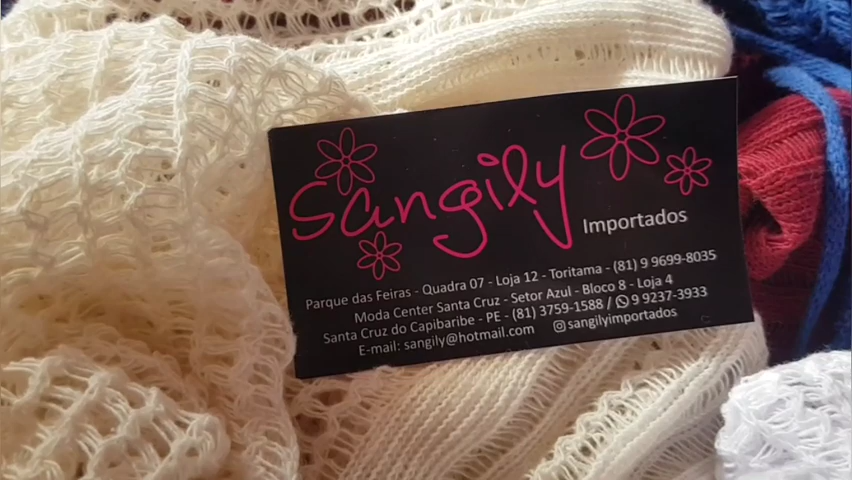 Sangily
Importados
Parque das Feiras - Quadra 07 - Loja 12 - Toritama - (81) 9 9699-8035
Moda Center Santa Cruz - Setor Azul - Bloco 8 - Loja 4
Santa Cruz do Capibaribe - PE - (81) 3759-1588 / 9 9237-3933
E-mail: sangily@hotmail.com sangilyimportados